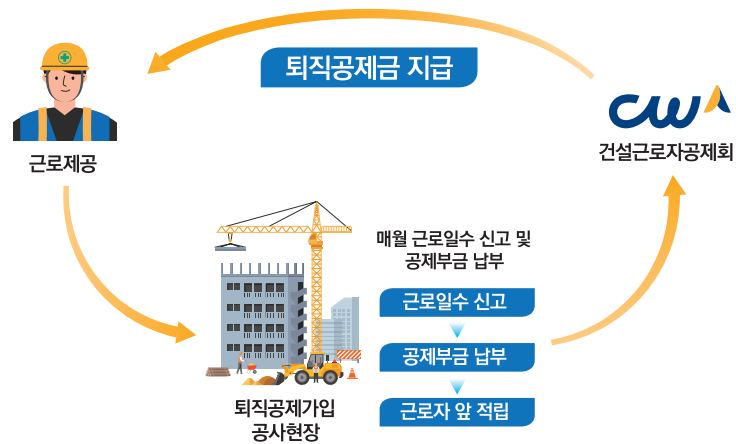 퇴직공제금 지급
cw
건설근로자공제회
근로제공
매월 근로일수 신고 및
공제부금 납부
근로일수 신고
공제부금 납부
근로자 앞 적립
퇴직공제가입
공사현장